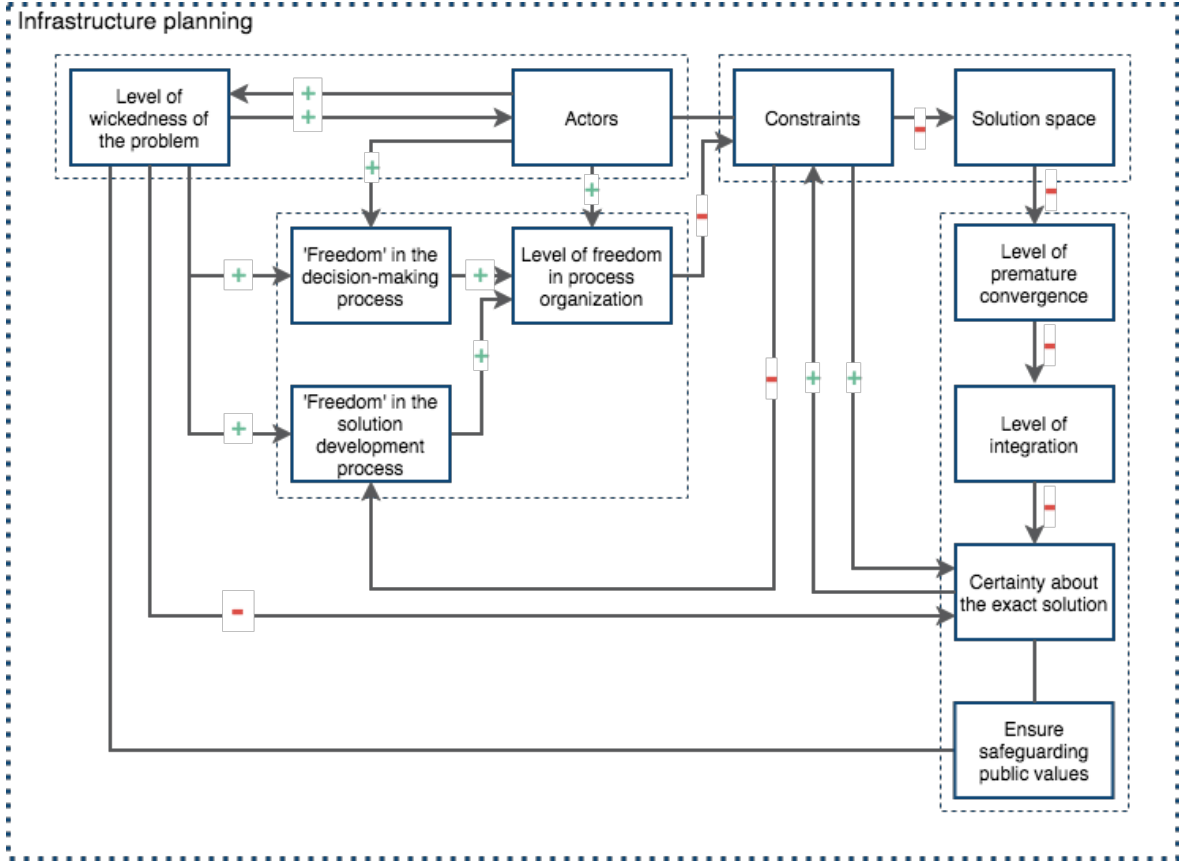 Infrastructure planning
Level of
wickedness of
the problem
+
+
Actors
Constraints
-
Solution space
+
+
-
-
'Freedom' in the
decision-making
process
+
+
Level of freedom
in process
organization
Level of
premature
convergence
+
-
-
+
+
'Freedom' in the
solution
development
process
+
Level of
integration
-
Certainty about
the exact solution
-
Ensure
safeguarding
public values